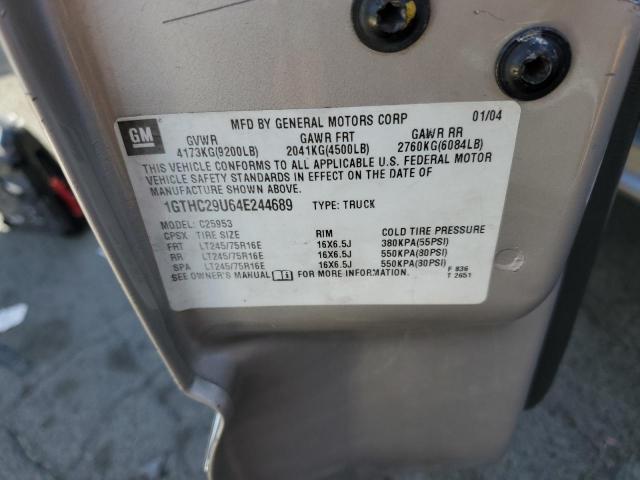 GM
MFD BY GENERAL MOTORS CORP 01/04
GVWR GAWR FRT GAWR RR
4173KG(9200LB) 2041KG(4500LB) 2760KG(6084LB)
THIS VEHICLE CONFORMS TO ALL APPLICABLE U.S. FEDERAL MOTOR
VEHICLE SAFETY STANDARDS IN EFFECT ON THE DATE OF
MANUFACTURE SHOWN ABOVE.
1GTHC29U64E244689 TYPE: TRUCK
MODEL: C25953
CPSX TIRE SIZE RIM COLD TIRE PRESSURE
FRT LT245/75R16E 16X6.5J 380KPA(55PSI)
RR LT245/75R16E 16X6.5J 550KPA(80PSI)
SPA LT245/75R16E 16X6.5J 550KPA(80PSI)
SEE OWNER'S MANUAL FOR MORE INFORMATION. F 836
T 2651